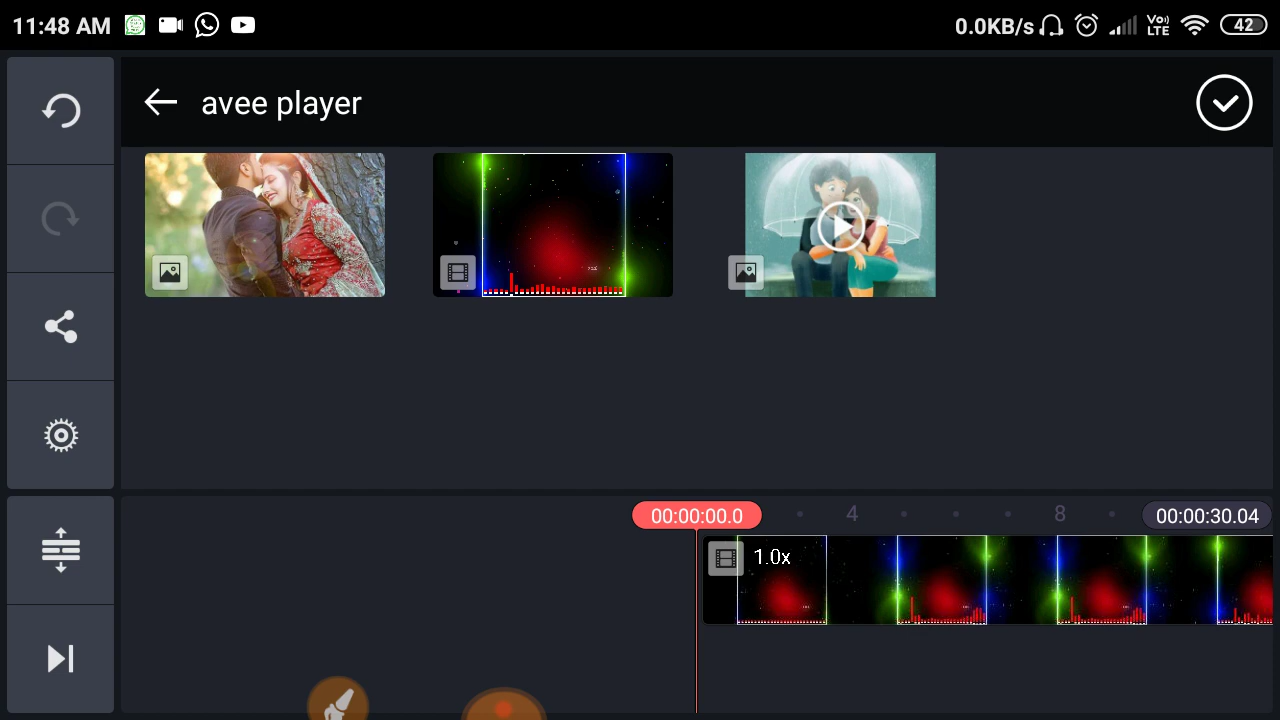 11:48 AM
0.0KB/s
Vo))
LTE
42
avee player
00:00:00.0
4
8
00:00:30.04
1.0x